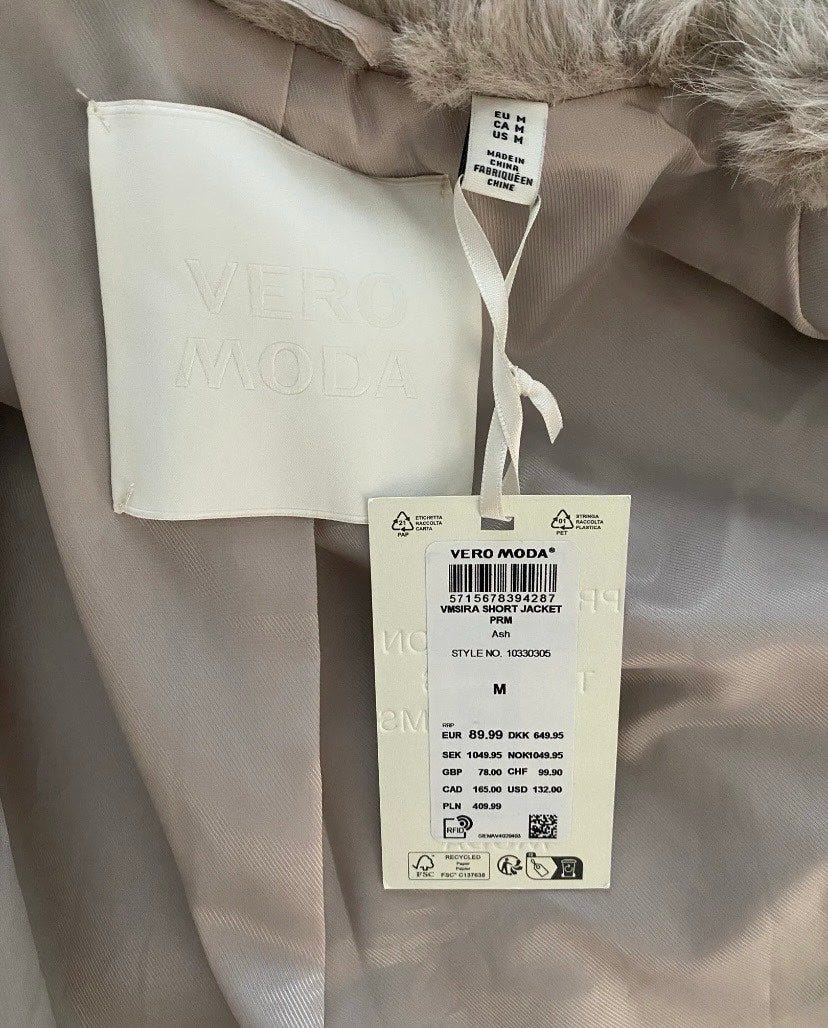 EU M
CA M
US M
MADE IN
CHINA
FABRIQUÉ EN
CHINE
VERO
MODA
21
PAP
ETICHETTA
RACCOLTA
CARTA
01
PET
STRINGA
RACCOLTA
PLASTICA
VERO MODA®
5715678394287
VMSIRA SHORT JACKET
PRM
Ash
STYLE NO. 10330305
M
RRP
EUR 89.99 DKK 649.95
SEK 1049.95 NOK1049.95
GBP 78.00 CHF 99.90
CAD 165.00 USD 132.00
PLN 409.99
RFID
FSC
RECYCLED
Paper
Papier
FSC® C137638